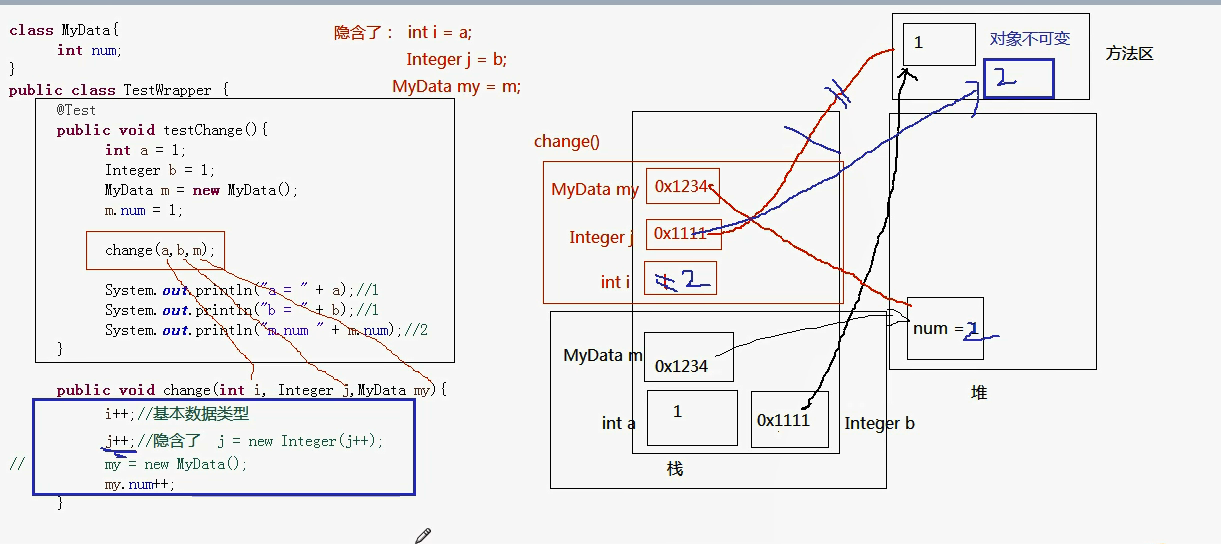 class MyData{
int num;
}
public class TestWrapper {
@Test
public void testChange(){
int a = 1;
Integer b = 1;
MyData m = new MyData();
m.num = 1;
change(a,b,m);
System.out.println("a = " + a);//1
System.out.println("b = " + b);//1
System.out.println("m.num " + m.num);//2
}
public void change(int i, Integer j,MyData my){
i++;//基本数据类型
j++;//隐含了 j = new Integer(j++);
// my = new MyData();
my.num++;
}
隐含了： int i = a;
Integer j = b;
MyData my = m;
1
对象不可变
2
方法区
change()
MyData my 0x1234
Integer j 0x1111
int i 2
num =
堆
MyData m 0x1234
int a 1
0x1111 Integer b
栈